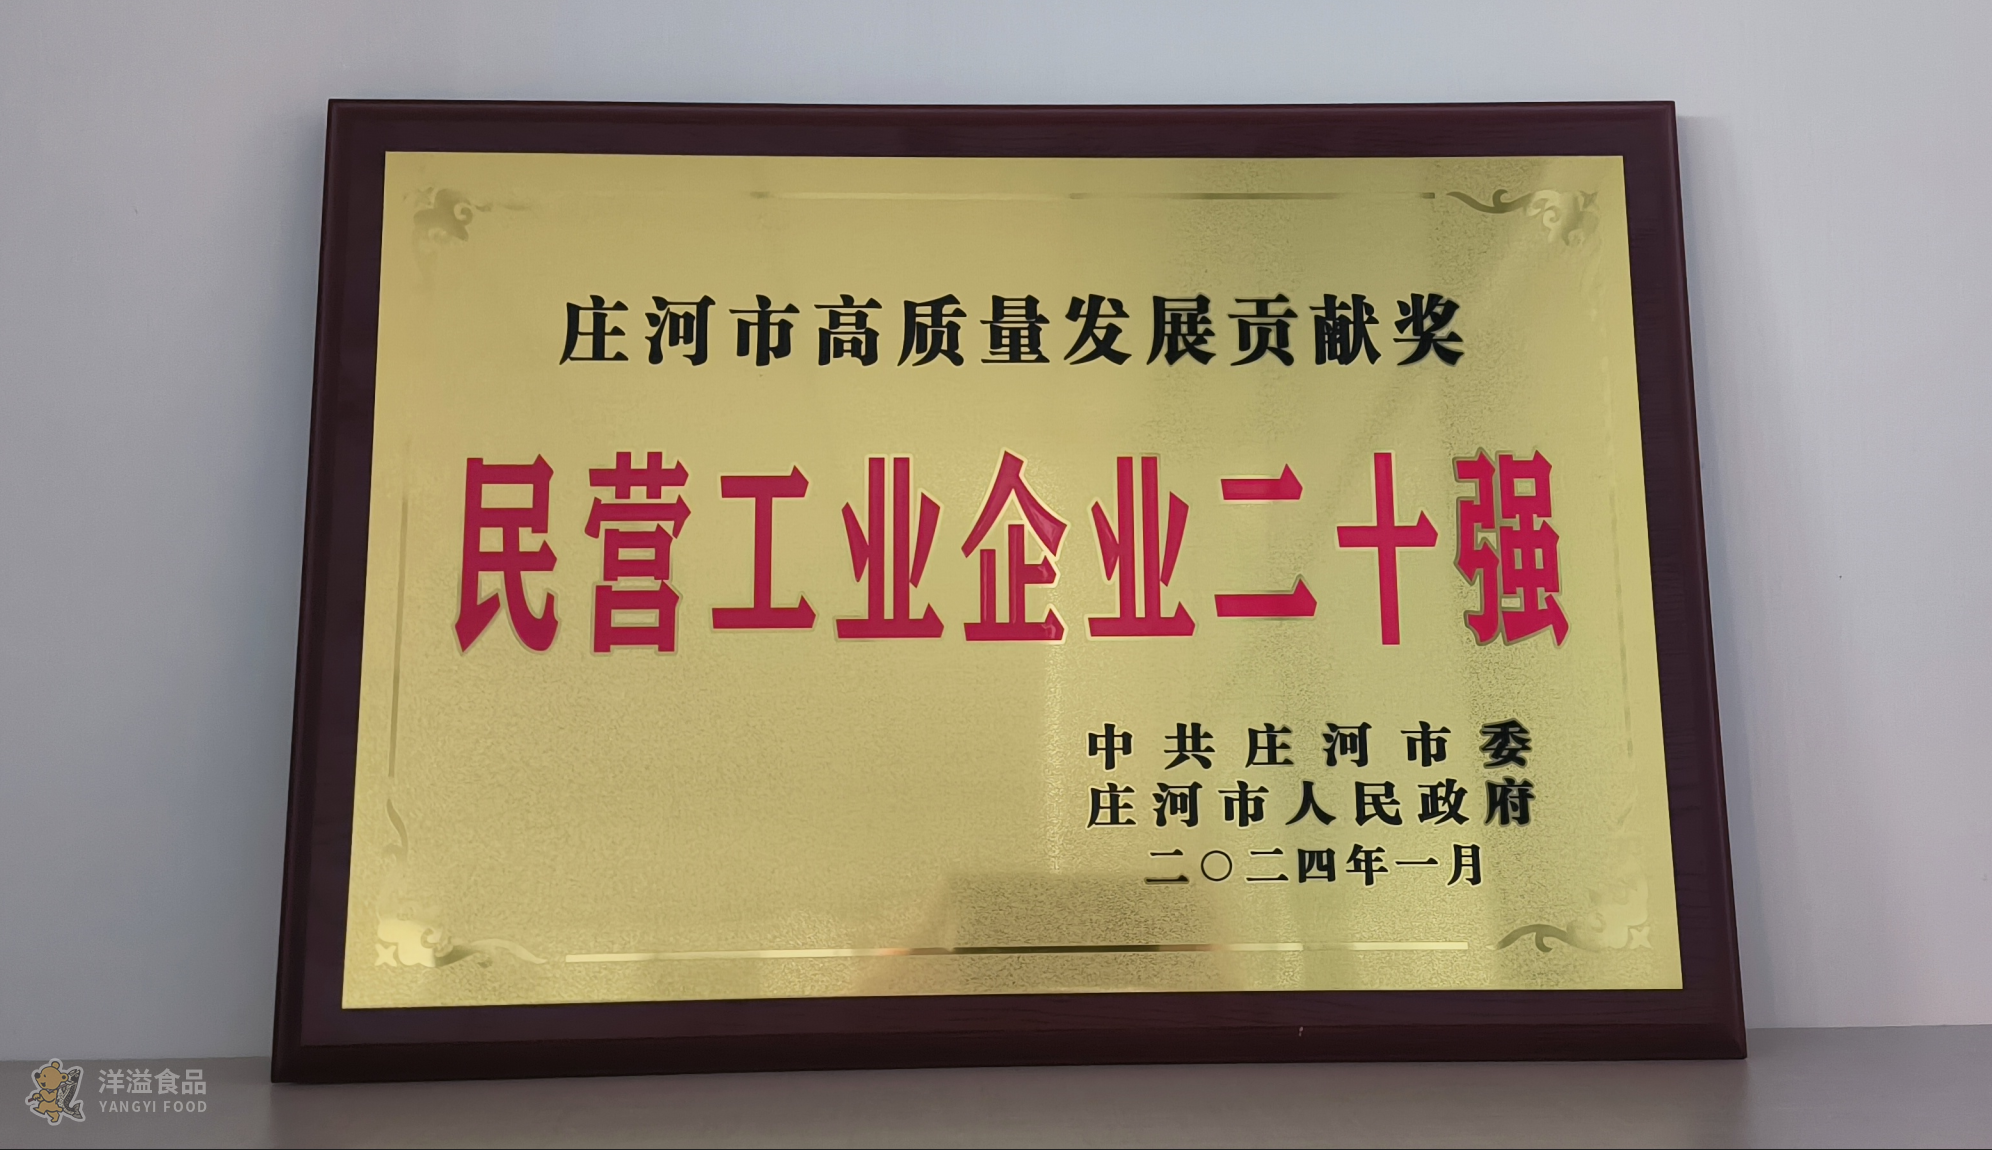 庄河市高质量发展贡献奖
民营工业企业二十强
中共庄河市委
庄河市人民政府
二〇二四年一月
洋溢食品
YANGYI FOOD